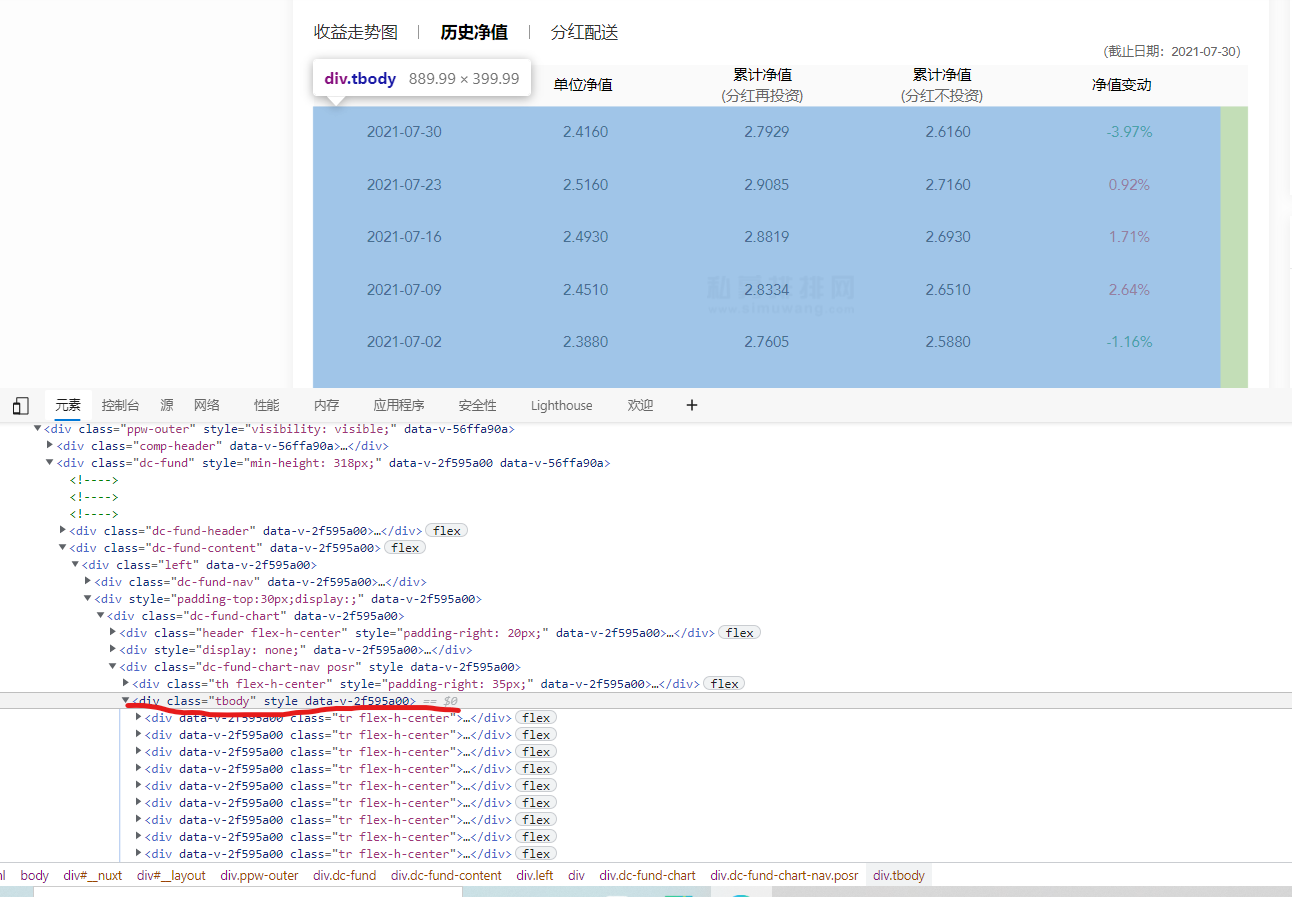 收益走势图 | 历史净值 | 分红配送
(截止日期：2021-07-30)
div.tbody 889.99 × 399.99
单位净值 累计净值 (分红再投资) 累计净值 (分红不投资) 净值变动
2021-07-30 2.4160 2.7929 2.6160 -3.97%
2021-07-23 2.5160 2.9085 2.7160 0.92%
2021-07-16 2.4930 2.8819 2.6930 1.71%
私募排排网
www.simuwang.com
2021-07-09 2.4510 2.8334 2.6510 2.64%
2021-07-02 2.3880 2.7605 2.5880 -1.16%
元素 控制台 源 网络 性能 内存 应用程序 安全性 Lighthouse 欢迎 +
<div class="ppw-outer" style="visibility: visible;" data-v-56ffa90a>
<div class="comp-header" data-v-56ffa90a>…</div>
<div class="dc-fund" style="min-height: 318px;" data-v-2f595a00 data-v-56ffa90a>
<!---->
<!---->
<!---->
<div class="dc-fund-header" data-v-2f595a00>…</div> flex
<div class="dc-fund-content" data-v-2f595a00> flex
<div class="left" data-v-2f595a00>
<div class="dc-fund-nav" data-v-2f595a00>…</div>
<div style="padding-top:30px;display:;" data-v-2f595a00>
<div class="dc-fund-chart" data-v-2f595a00>
<div class="header flex-h-center" style="padding-right: 20px;" data-v-2f595a00>…</div> flex
<div style="display: none;" data-v-2f595a00>…</div>
<div class="dc-fund-chart-nav posr" style data-v-2f595a00>
<div class="th flex-h-center" style="padding-right: 35px;" data-v-2f595a00>…</div> flex
<div class="tbody" style data-v-2f595a00> == $0
<div data-v-2f595a00 class="tr flex-h-center">…</div> flex
<div data-v-2f595a00 class="tr flex-h-center">…</div> flex
<div data-v-2f595a00 class="tr flex-h-center">…</div> flex
<div data-v-2f595a00 class="tr flex-h-center">…</div> flex
<div data-v-2f595a00 class="tr flex-h-center">…</div> flex
<div data-v-2f595a00 class="tr flex-h-center">…</div> flex
<div data-v-2f595a00 class="tr flex-h-center">…</div> flex
<div data-v-2f595a00 class="tr flex-h-center">…</div> flex
<div data-v-2f595a00 class="tr flex-h-center">…</div> flex
body div#__nuxt div#__layout div.ppw-outer div.dc-fund div.dc-fund-content div.left div div.dc-fund-chart div.dc-fund-chart-nav.posr div.tbody